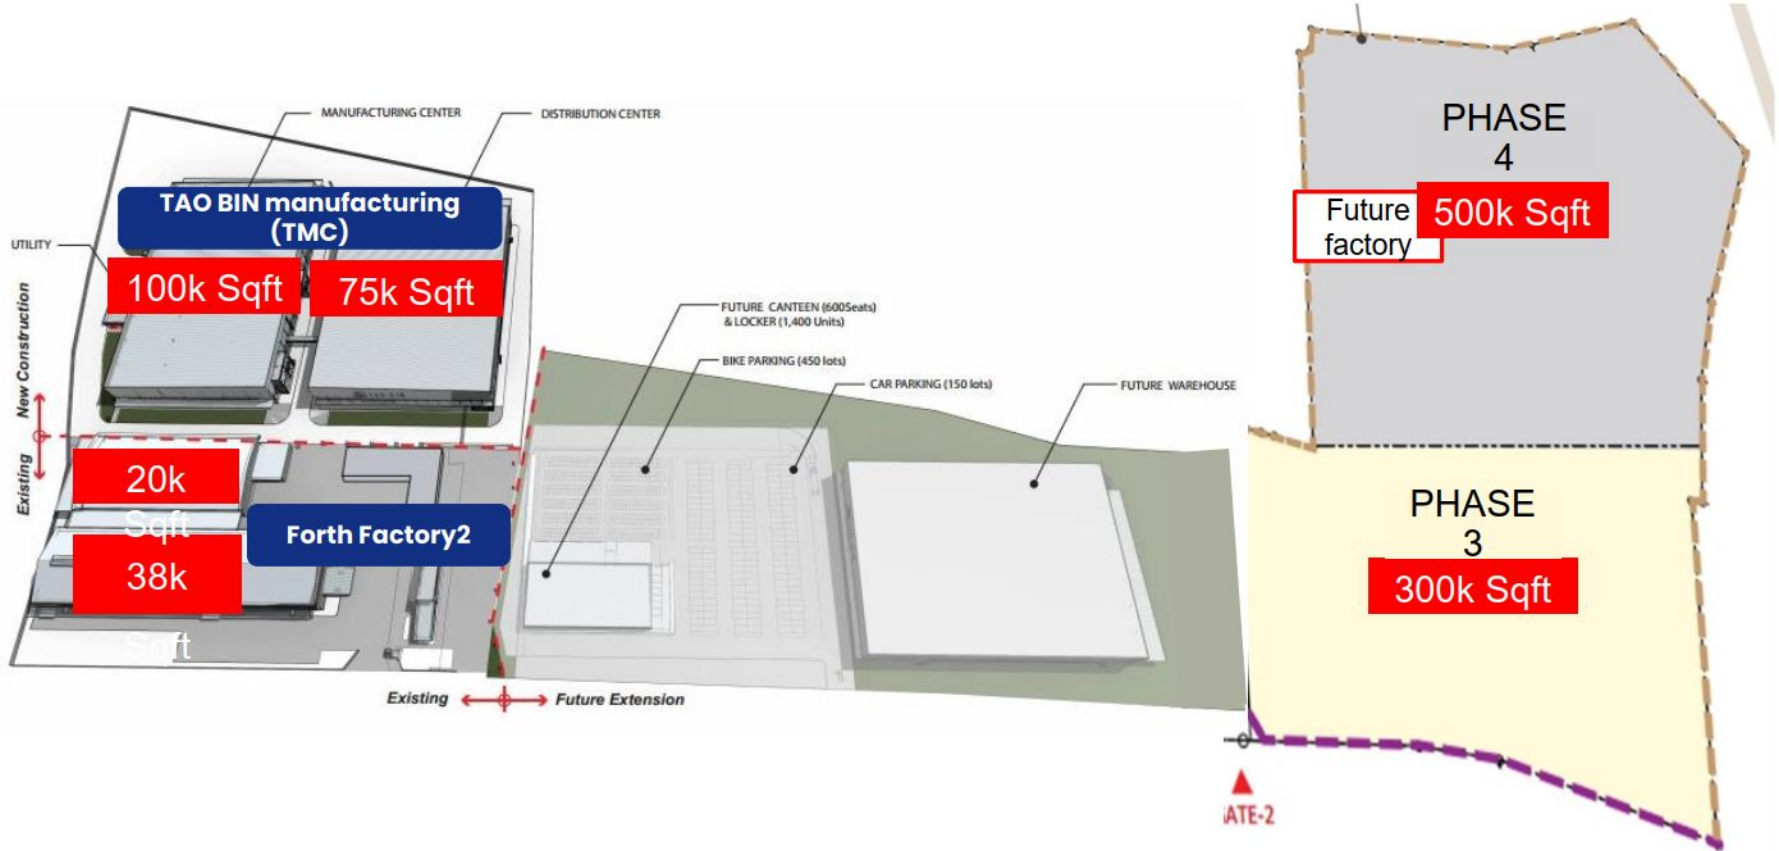 MANUFACTURING CENTER
DISTRIBUTION CENTER
TAO BIN manufacturing
(TMC)
UTILITY
100k Sqft
75k Sqft
New Construction
Existing
FUTURE CANTEEN (600Seats)
& LOCKER (1,400 Units)
BIKE PARKING (450 lots)
CAR PARKING (150 lots)
FUTURE WAREHOUSE
20k
Sqft
Forth Factory2
38k
Sqft
Existing
Future Extension
PHASE
4
Future
factory
500k Sqft
PHASE
3
300k Sqft
ATE-2